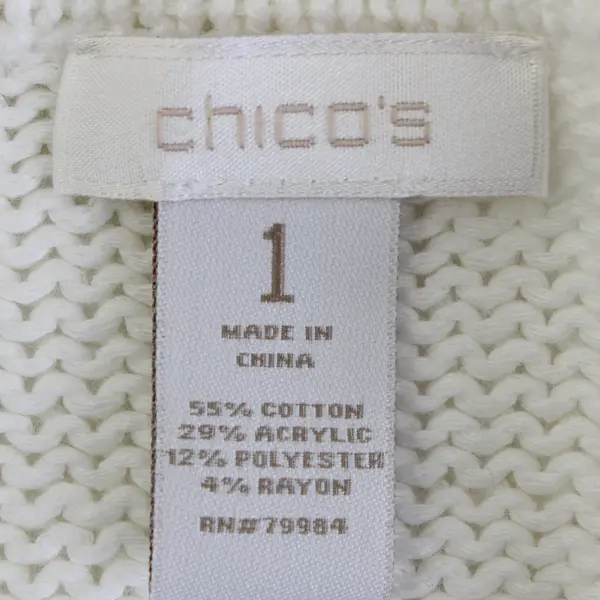 chico's
1
MADE IN
CHINA
55% COTTON
29% ACRYLIC
12% POLYESTER
4% RAYON
RN#79984